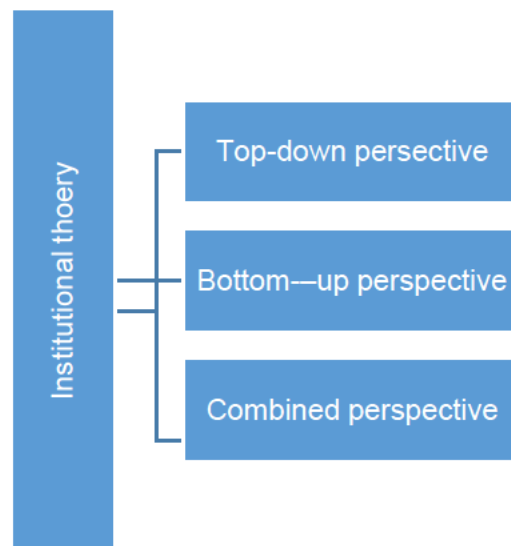 Institutional thoery
Top-down persective
Bottom-–up perspective
Combined perspective